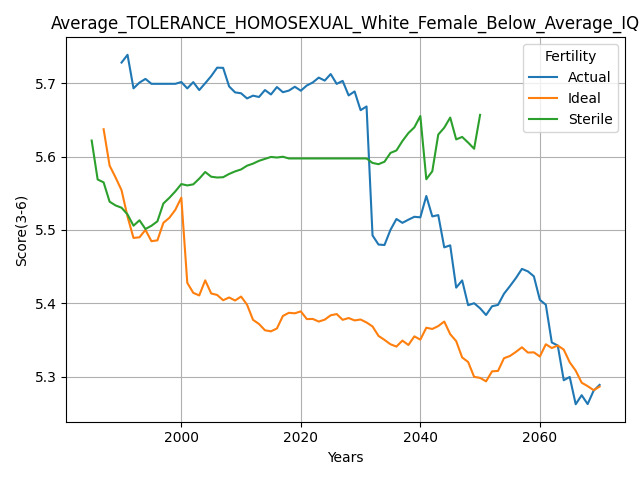 Average_TOLERANCE_HOMOSEXUAL_White_Female_Below_Average_IQ
Fertility
Actual
Ideal
Sterile
Score(3-6)
5.7
5.6
5.5
5.4
5.3
2000
2020
2040
2060
Years